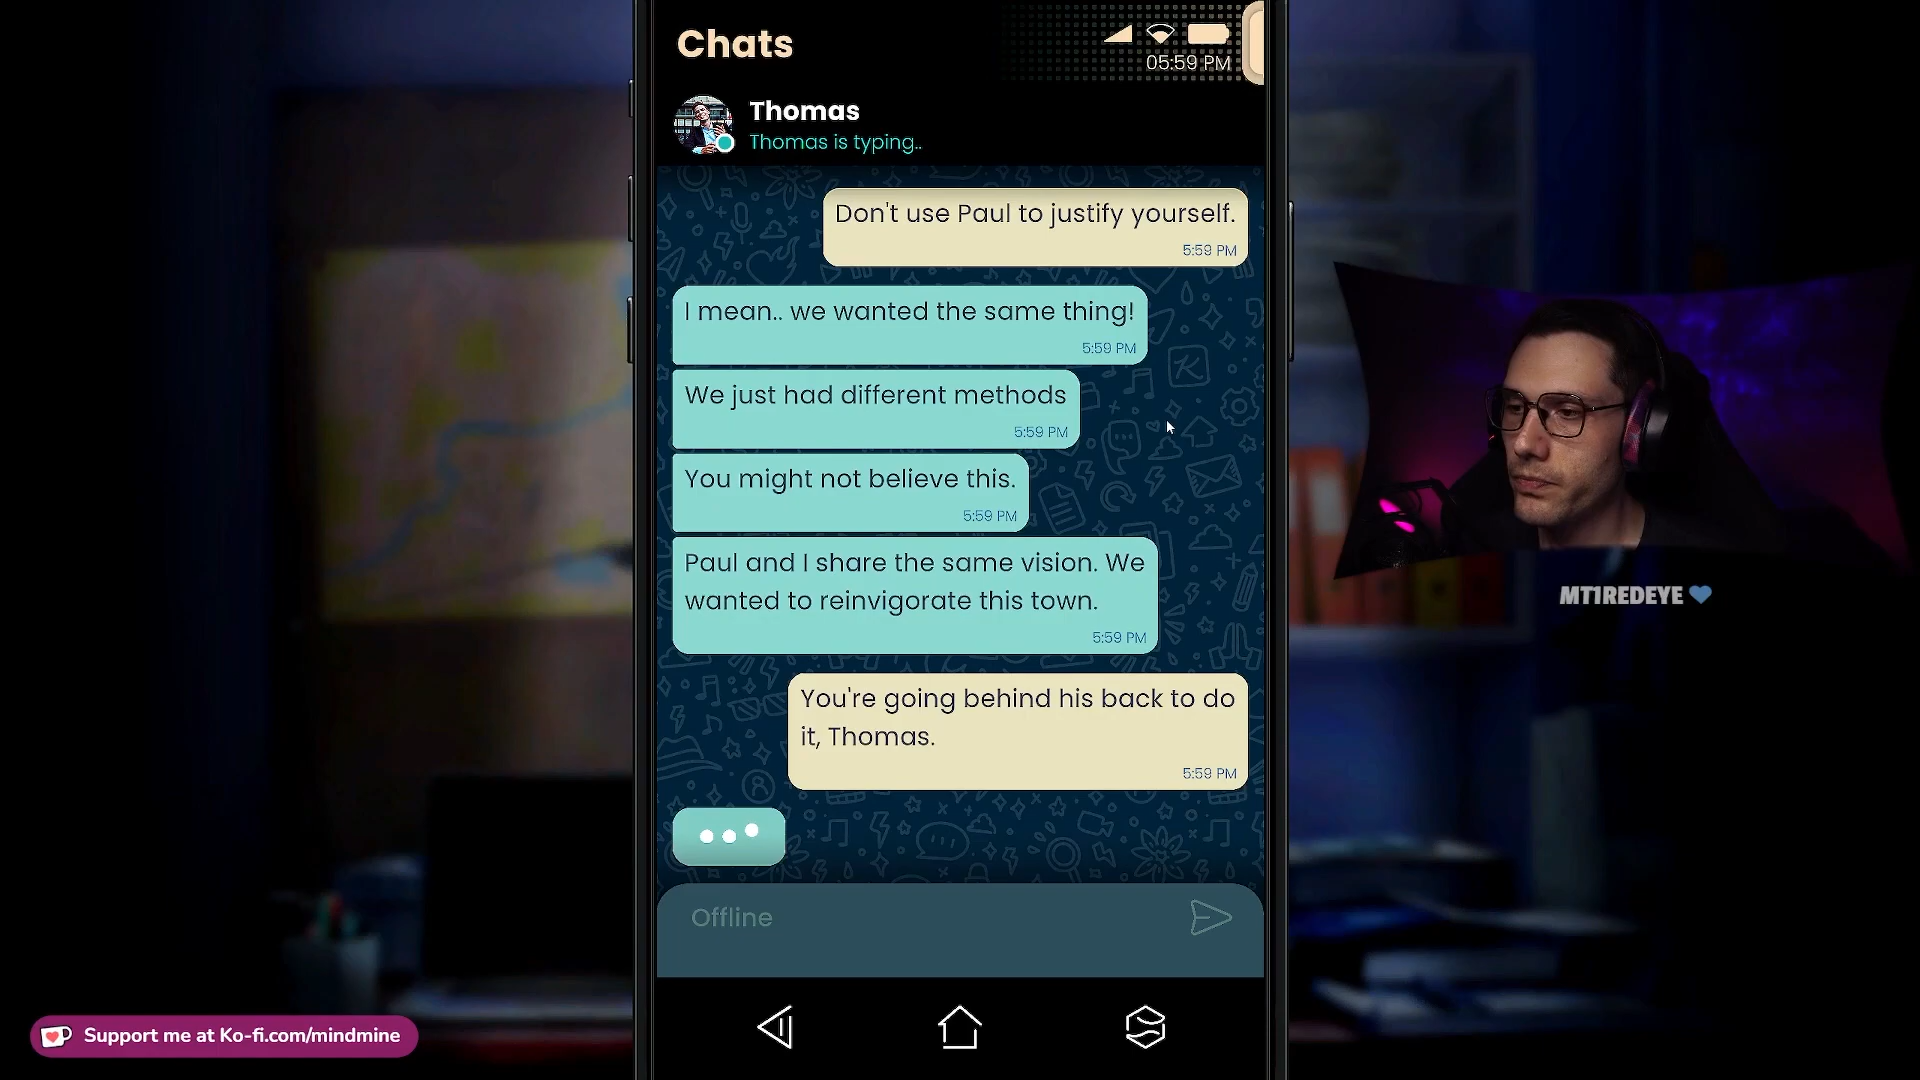 Chats
05:59 PM
Thomas
Thomas is typing..
Don't use Paul to justify yourself.
5:59 PM
I mean.. we wanted the same thing!
5:59 PM
We just had different methods
5:59 PM
You might not believe this.
5:59 PM
Paul and I share the same vision. We
wanted to reinvigorate this town.
5:59 PM
You're going behind his back to do
it, Thomas.
5:59 PM
Offline
MT1REDEYE 💙
Support me at Ko-fi.com/mindmine